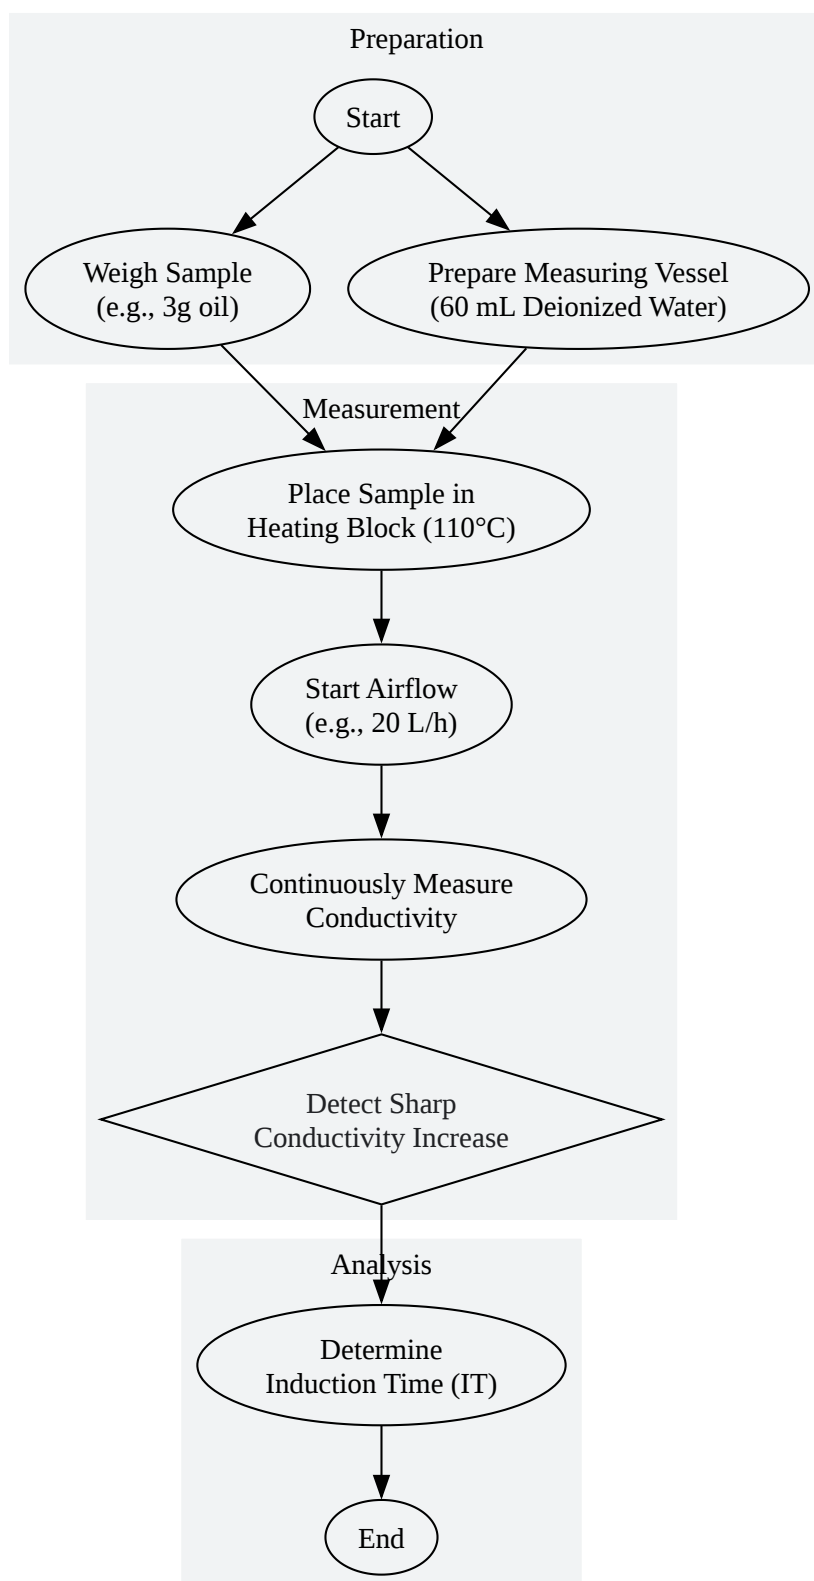 Preparation
Start
Weigh Sample
(e.g., 3g oil)
Prepare Measuring Vessel
(60 mL Deionized Water)
Measurement
Place Sample in
Heating Block (110°C)
Start Airflow
(e.g., 20 L/h)
Continuously Measure
Conductivity
Detect Sharp
Conductivity Increase
Analysis
Determine
Induction Time (IT)
End